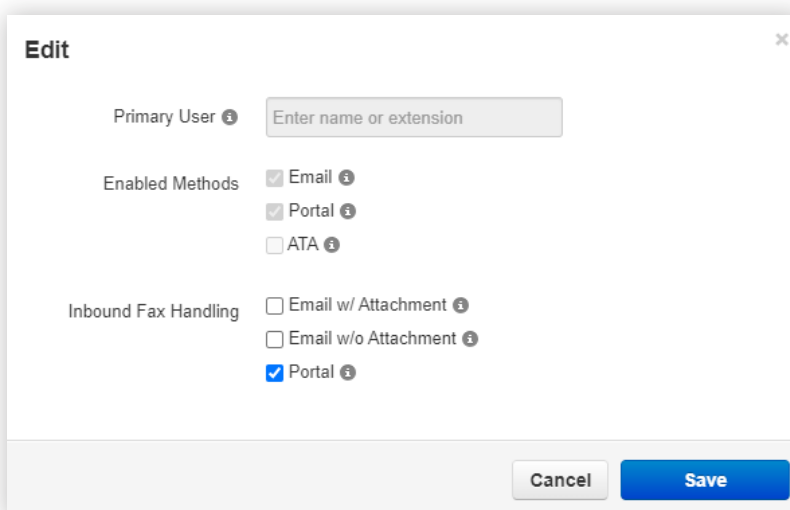 Edit
×
Primary User
Enter name or extension
Enabled Methods
Email
Portal
ATA
Inbound Fax Handling
Email w/ Attachment
Email w/o Attachment
Portal
Cancel
Save